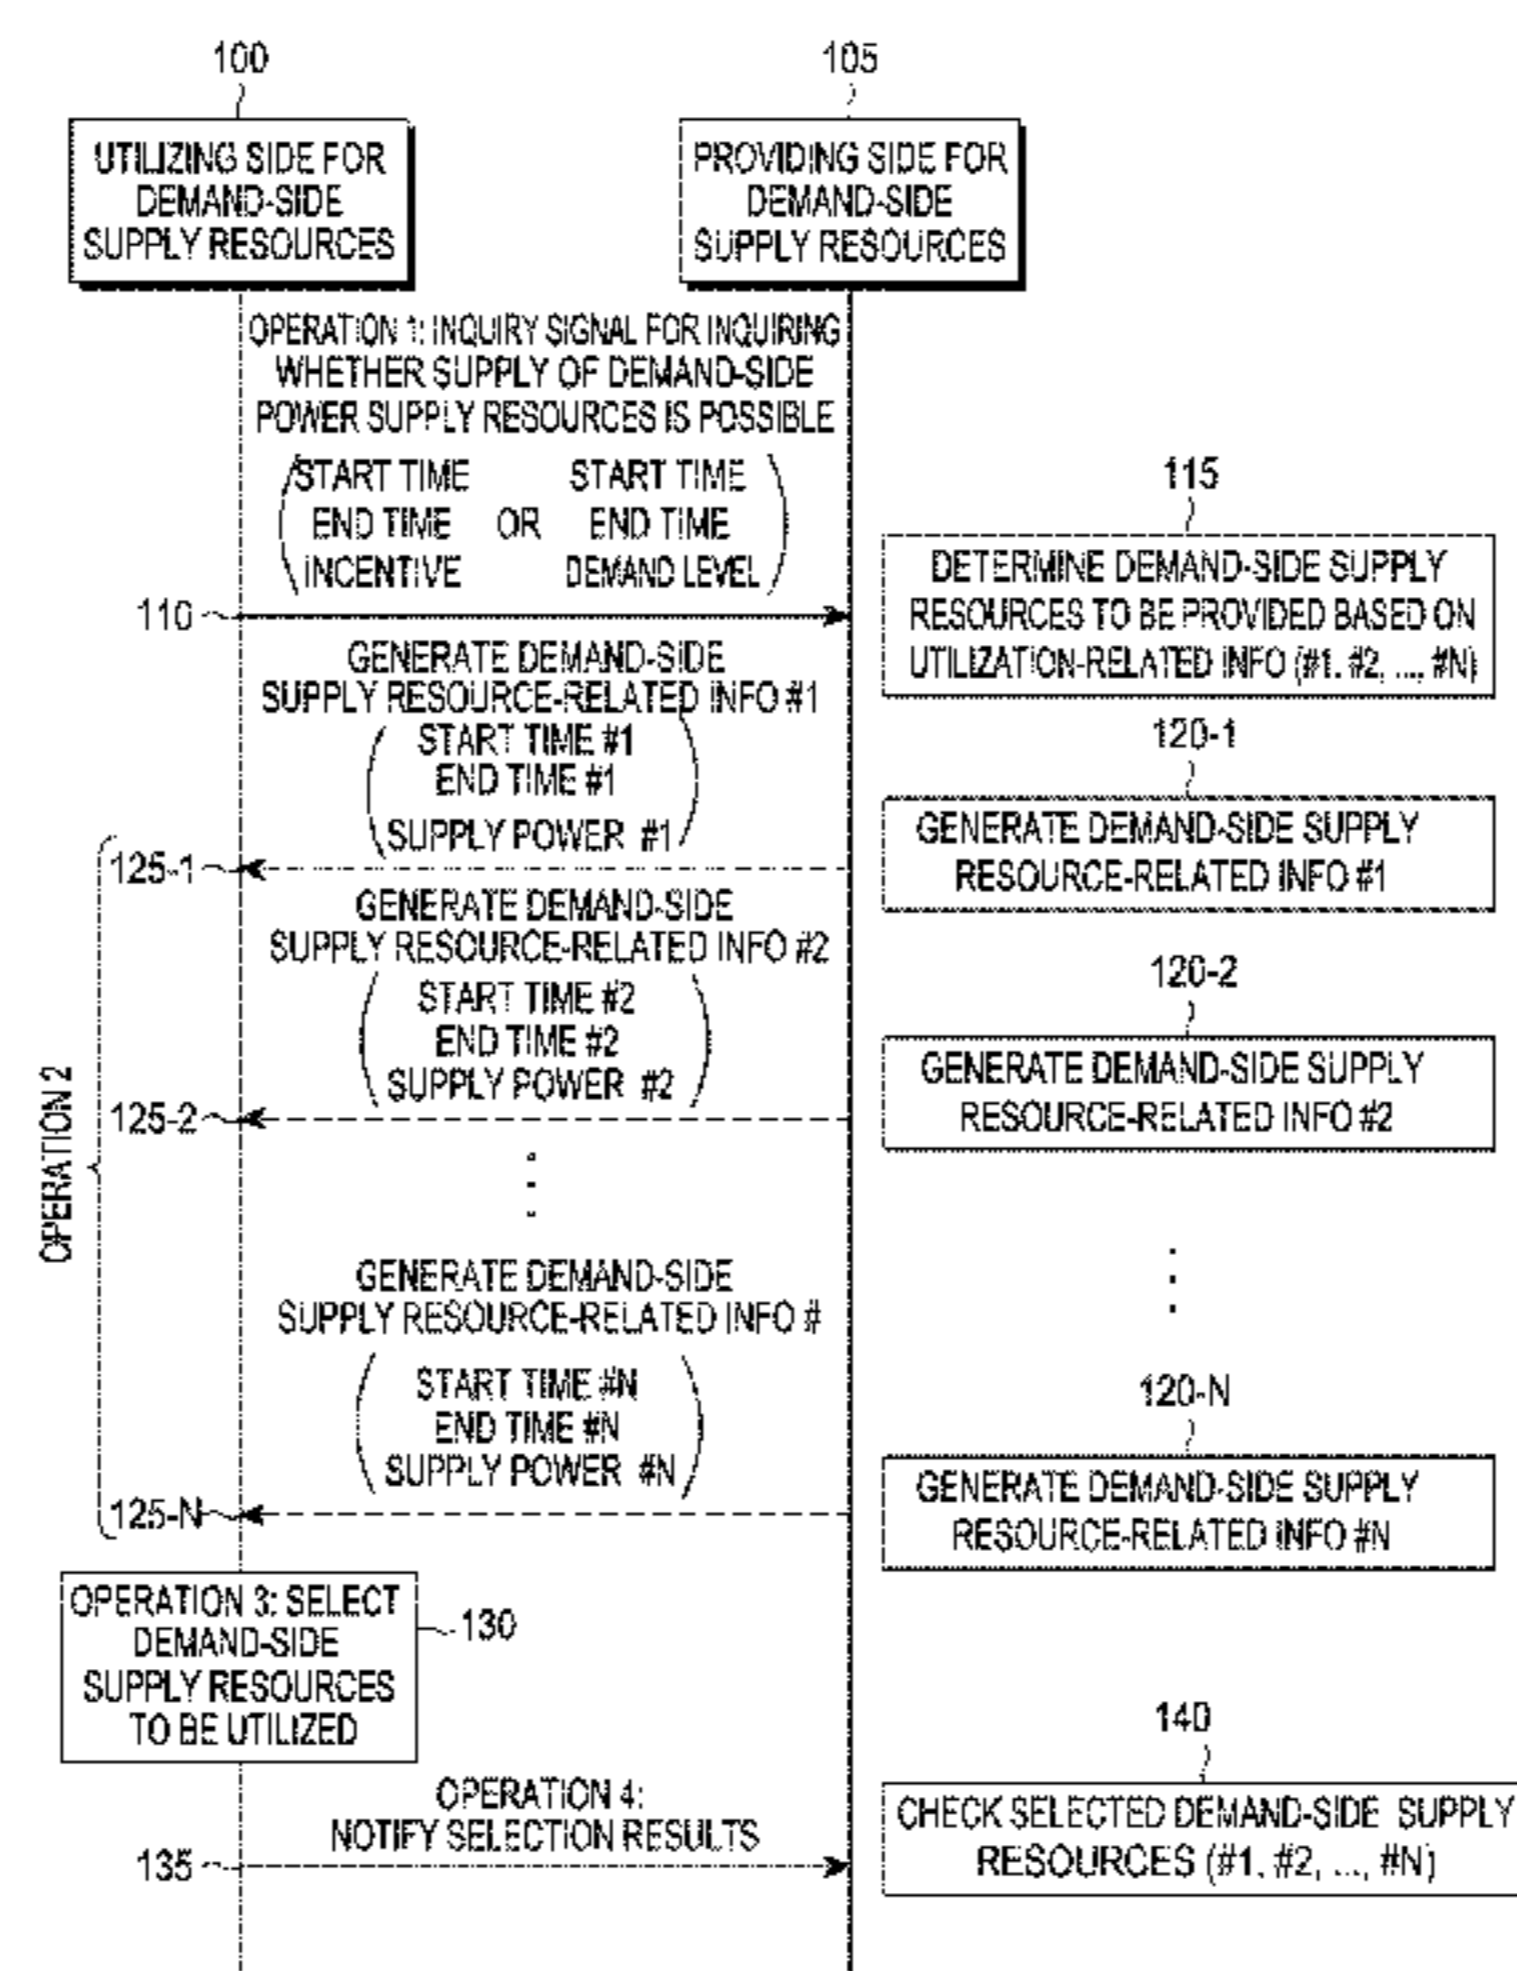 100
105
UTILIZING SIDE FOR
DEMAND-SIDE
SUPPLY RESOURCES
PROVIDING SIDE FOR
DEMAND-SIDE
SUPPLY RESOURCES
OPERATION 1: INQUIRY SIGNAL FOR INQUIRING
WHETHER SUPPLY OF DEMAND-SIDE
POWER SUPPLY RESOURCES IS POSSIBLE
START TIME
END TIME
INCENTIVE
OR
START TIME
END TIME
DEMAND LEVEL
110
115
DETERMINE DEMAND-SIDE SUPPLY
RESOURCES TO BE PROVIDED BASED ON
UTILIZATION-RELATED INFO (#1, #2, ..., #N)
GENERATE DEMAND-SIDE
SUPPLY RESOURCE-RELATED INFO #1
START TIME #1
END TIME #1
SUPPLY POWER #1
125-1
120-1
GENERATE DEMAND-SIDE SUPPLY
RESOURCE-RELATED INFO #1
GENERATE DEMAND-SIDE
SUPPLY RESOURCE-RELATED INFO #2
START TIME #2
END TIME #2
SUPPLY POWER #2
125-2
120-2
GENERATE DEMAND-SIDE SUPPLY
RESOURCE-RELATED INFO #2
OPERATION 2
GENERATE DEMAND-SIDE
SUPPLY RESOURCE-RELATED INFO #
START TIME #N
END TIME #N
SUPPLY POWER #N
125-N
120-N
GENERATE DEMAND-SIDE SUPPLY
RESOURCE-RELATED INFO #N
OPERATION 3: SELECT
DEMAND-SIDE
SUPPLY RESOURCES
TO BE UTILIZED
130
OPERATION 4:
NOTIFY SELECTION RESULTS
135
140
CHECK SELECTED DEMAND-SIDE SUPPLY
RESOURCES (#1, #2, ..., #N)